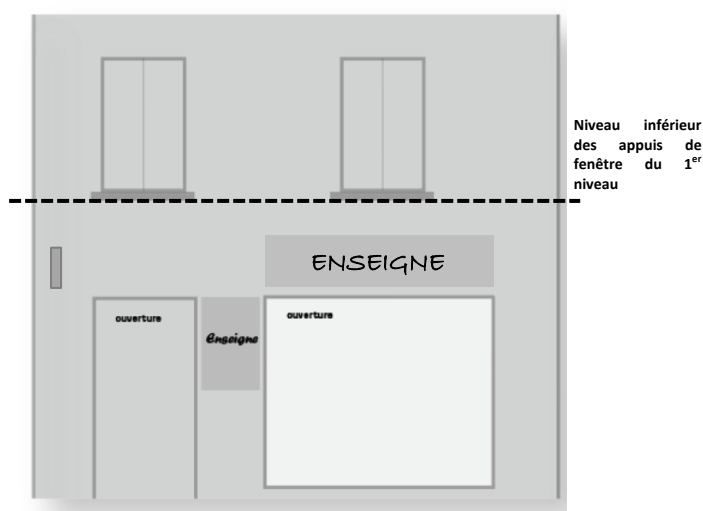 Niveau inférieur
des appuis de
fenêtre du 1er
niveau
ENSEIGNE
ouverture
Enseigne
ouverture